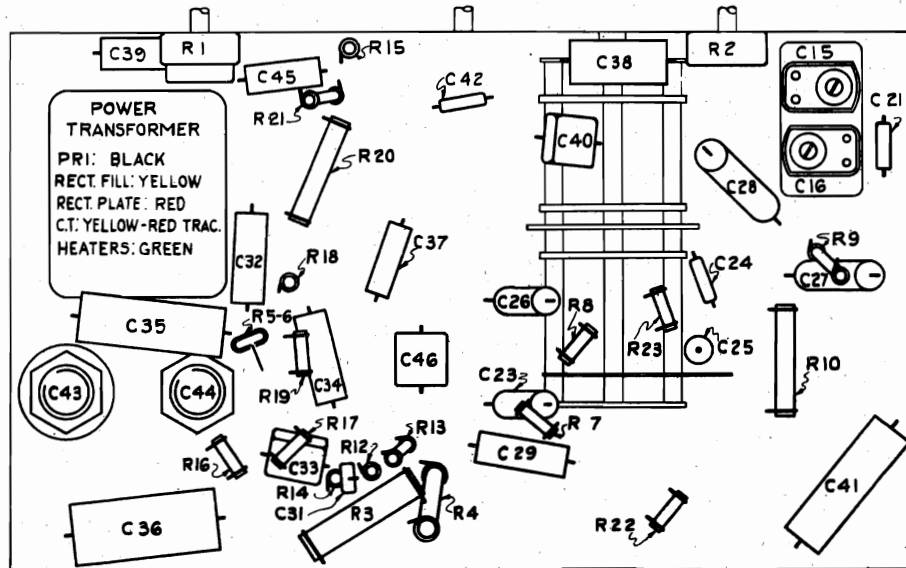 C39
R1
R15
C38
R2
C15
C45
C42
C 21
R21
POWER
TRANSFORMER
PRI: BLACK
RECT. FILL: YELLOW
RECT. PLATE: RED
C.T: YELLOW-RED TRAC.
HEATERS: GREEN
R 20
C40
C16
C28
C32
R18
C37
R9
C24
C27
C35
R5-6
C26
R8
R23
C25
R10
C43
C44
R19
C34
C46
C23
R17
R13
R 7
R16
C33
R12
C29
R14
C31
R3
R4
C41
C36
R22